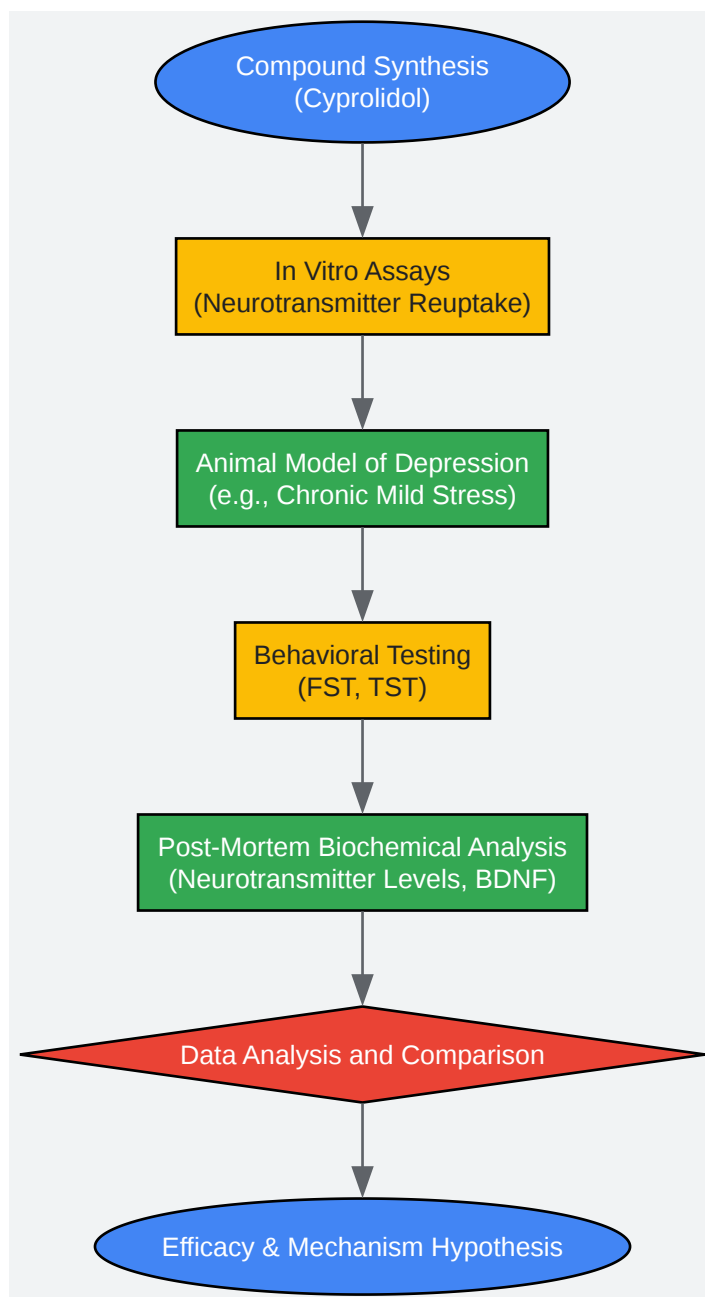 Compound Synthesis
(Cyprolidol)
In Vitro Assays
(Neurotransmitter Reuptake)
Animal Model of Depression
(e.g., Chronic Mild Stress)
Behavioral Testing
(FST, TST)
Post-Mortem Biochemical Analysis
(Neurotransmitter Levels, BDNF)
Data Analysis and Comparison
Efficacy & Mechanism Hypothesis